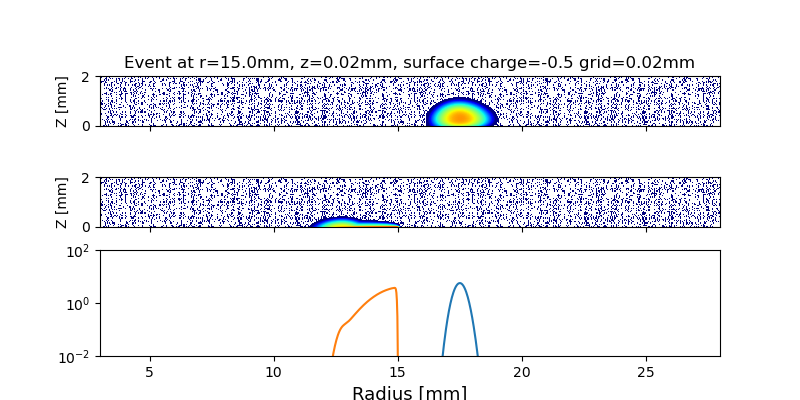 Event at r=15.0mm, z=0.02mm, surface charge=-0.5 grid=0.02mm
2
0
Z [mm]
2
0
Z [mm]
10²
10⁰
10⁻²
5 10 15 20 25
Radius [mm]